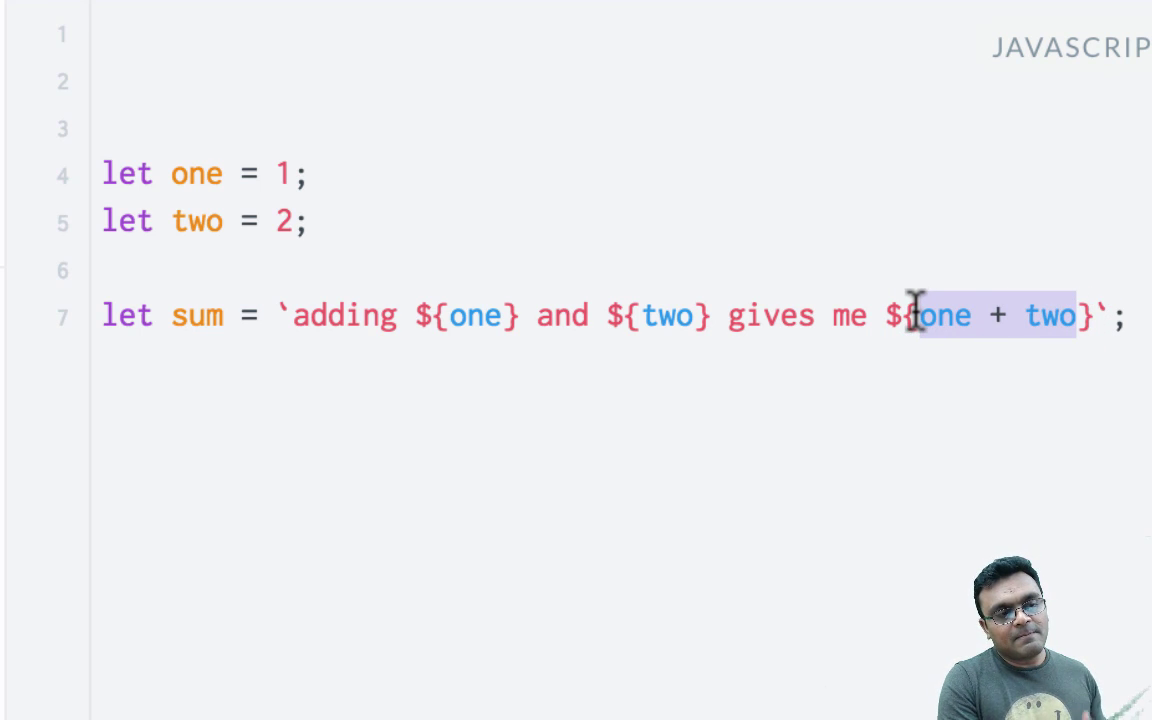 JAVASCRIP
1
2
3
4 let one = 1;
5 let two = 2;
6
7 let sum = `adding ${one} and ${two} gives me ${one + two}`;